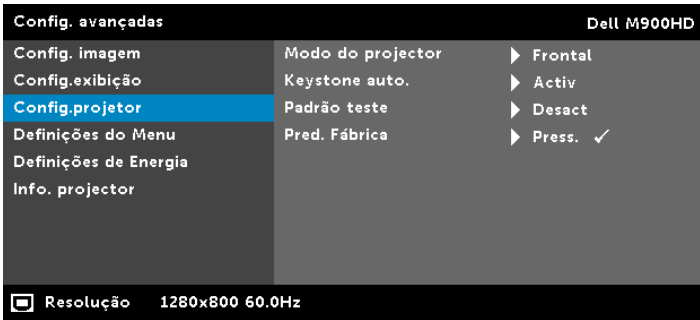 Config. avançadas Dell M900HD
Config. imagem Modo do projector Frontal
Config.exibição Keystone auto. Activ
Config.projetor Padrão teste Desact
Definições do Menu Pred. Fábrica Press.
Definições de Energia
Info. projector
Resolução 1280x800 60.0Hz